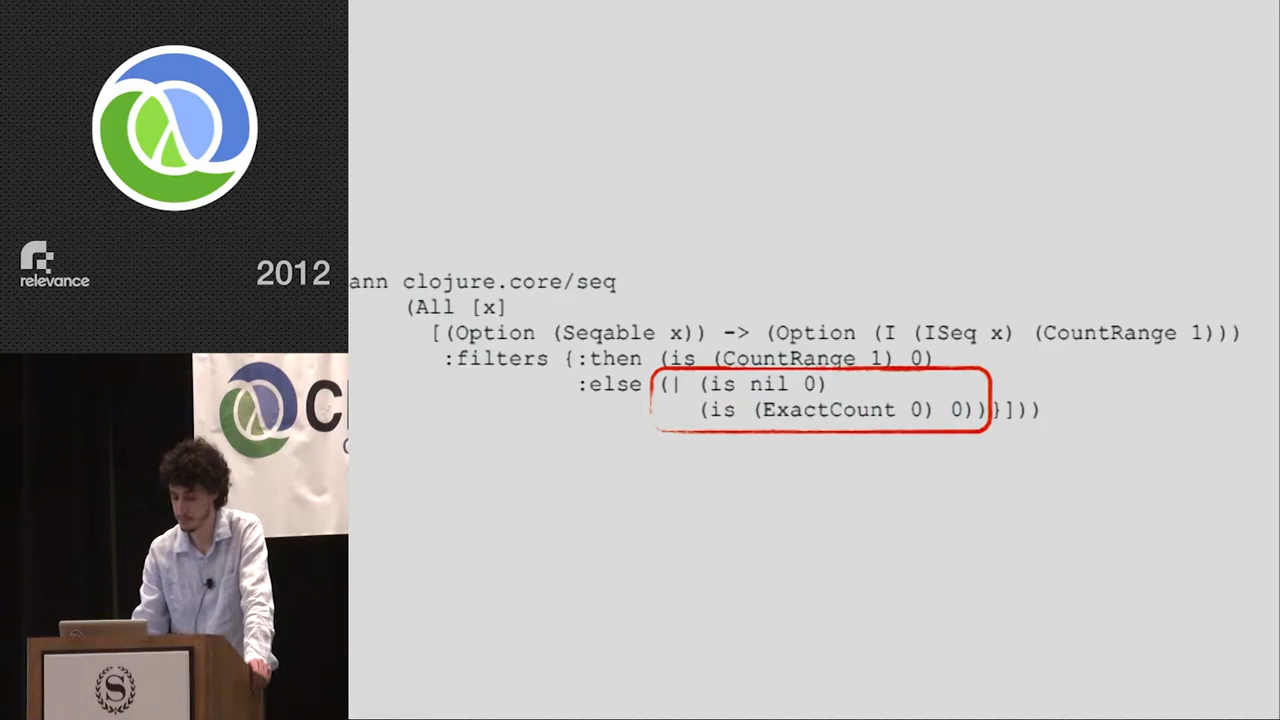 relevance
2012
ann clojure.core/seq
(All [x]
[(Option (Seqable x)) -> (Option (I (ISeq x) (CountRange 1)))
:filters {:then (is (CountRange 1) 0)
:else (| (is nil 0)
(is (ExactCount 0) 0))}]))
C
S